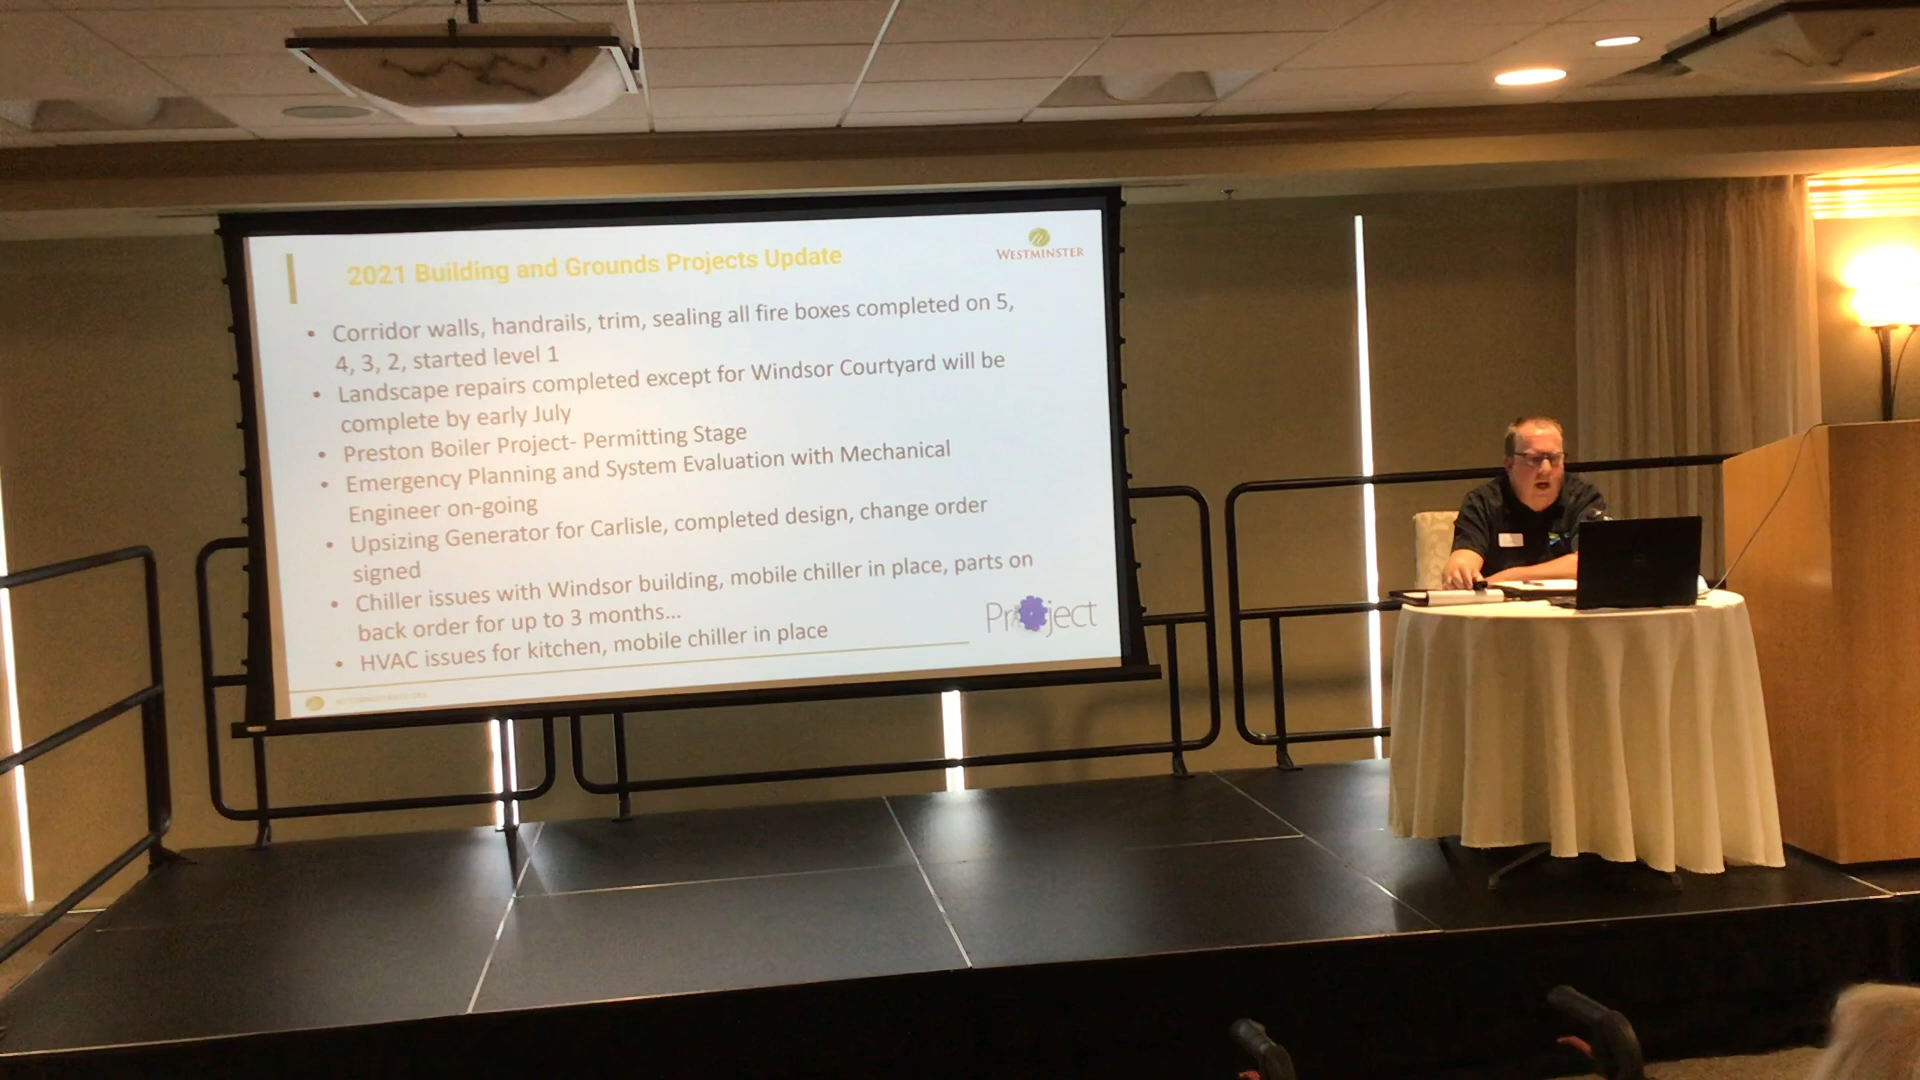 2021 Building and Grounds Projects Update
WESTMINSTER
• Corridor walls, handrails, trim, sealing all fire boxes completed on 5,
4, 3, 2, started level 1
• Landscape repairs completed except for Windsor Courtyard will be
complete by early July
• Preston Boiler Project- Permitting Stage
• Emergency Planning and System Evaluation with Mechanical
Engineer on-going
• Upsizing Generator for Carlisle, completed design, change order
signed
• Chiller issues with Windsor building, mobile chiller in place, parts on
back order for up to 3 months...
• HVAC issues for kitchen, mobile chiller in place
Project